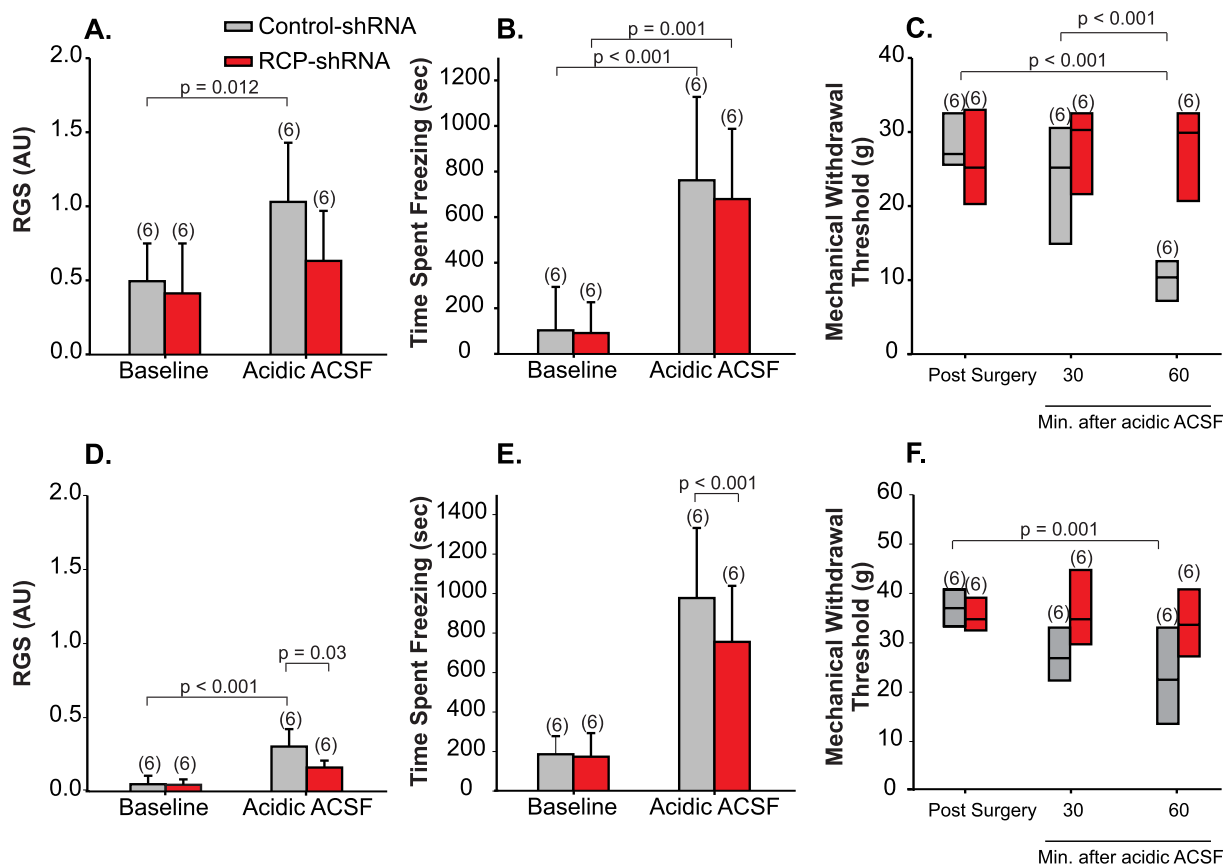 A.
Control-shRNA
RCP-shRNA
RGS (AU)
2.0
1.5
1.0
0.5
0.0
p = 0.012
(6)
(6)
(6)
(6)
Baseline
Acidic ACSF
B.
p = 0.001
p < 0.001
Time Spent Freezing (sec)
1200
1000
800
600
400
200
0
(6)
(6)
(6)
(6)
Baseline
Acidic ACSF
C.
p < 0.001
p < 0.001
Mechanical Withdrawal
Threshold (g)
40
30
20
10
0
(6)
(6)
(6)
(6)
(6)
(6)
Post Surgery
30
60
Min. after acidic ACSF
D.
RGS (AU)
2.0
1.5
1.0
0.5
0.0
p = 0.03
p < 0.001
(6)
(6)
(6)
(6)
Baseline
Acidic ACSF
E.
p < 0.001
Time Spent Freezing (sec)
1400
1200
1000
800
600
400
200
0
(6)
(6)
(6)
(6)
Baseline
Acidic ACSF
F.
p = 0.001
Mechanical Withdrawal
Threshold (g)
60
50
40
30
20
10
0
(6)
(6)
(6)
(6)
(6)
(6)
Post Surgery
30
60
Min. after acidic ACSF